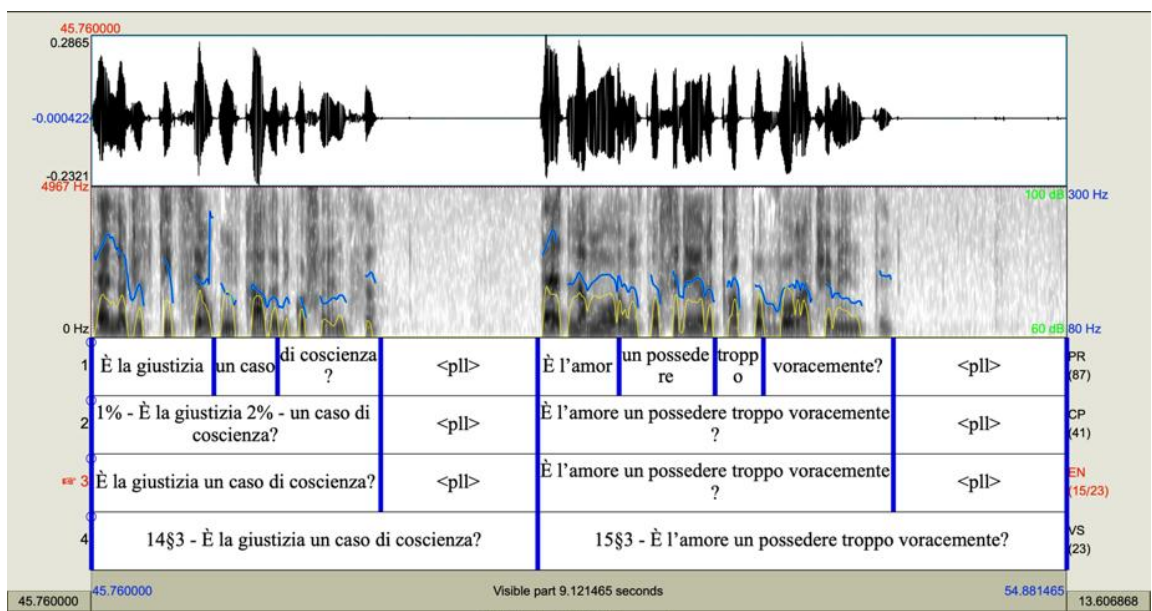 45.760000
0.2865
-0.000422
-0.2321
4967 Hz
100 dB 300 Hz
0 Hz
60 dB 80 Hz
1 È la giustizia un caso di coscienza
? <pll> È l’amor un possede
re tropp
o voracemente? <pll> PR
(87)
2 1% - È la giustizia 2% - un caso di
coscienza? <pll> È l’amore un possedere troppo voracemente
? <pll> CP
(41)
☞ 3 È la giustizia un caso di coscienza? <pll> È l’amore un possedere troppo voracemente
? <pll> EN
(15/23)
4 14§3 - È la giustizia un caso di coscienza? 15§3 - È l’amore un possedere troppo voracemente? VS
(23)
45.760000 45.760000 Visible part 9.121465 seconds 54.881465 13.606868